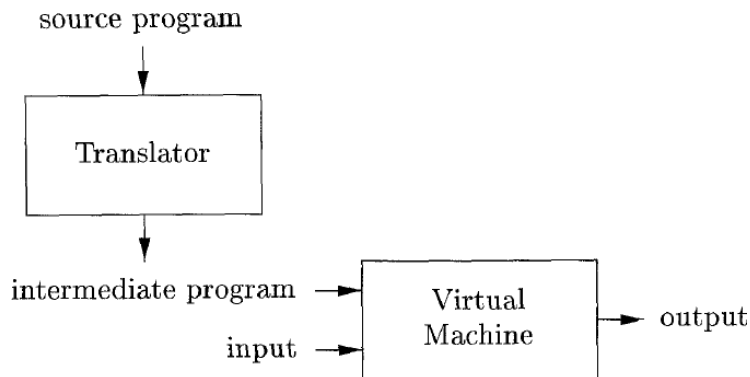 source program
Translator
intermediate program
Virtual
Machine
input
output